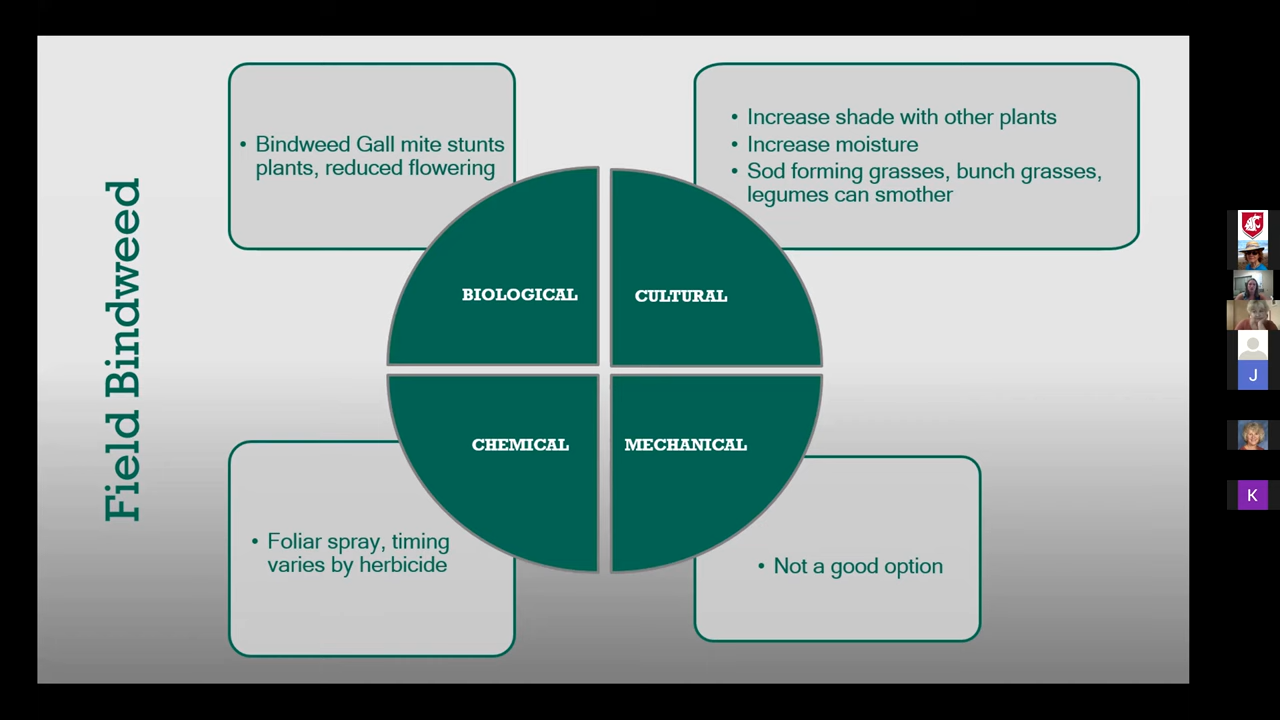 Field Bindweed
• Bindweed Gall mite stunts
plants, reduced flowering
• Increase shade with other plants
• Increase moisture
• Sod forming grasses, bunch grasses,
legumes can smother
BIOLOGICAL
CULTURAL
CHEMICAL
MECHANICAL
• Foliar spray, timing
varies by herbicide
• Not a good option
J
K